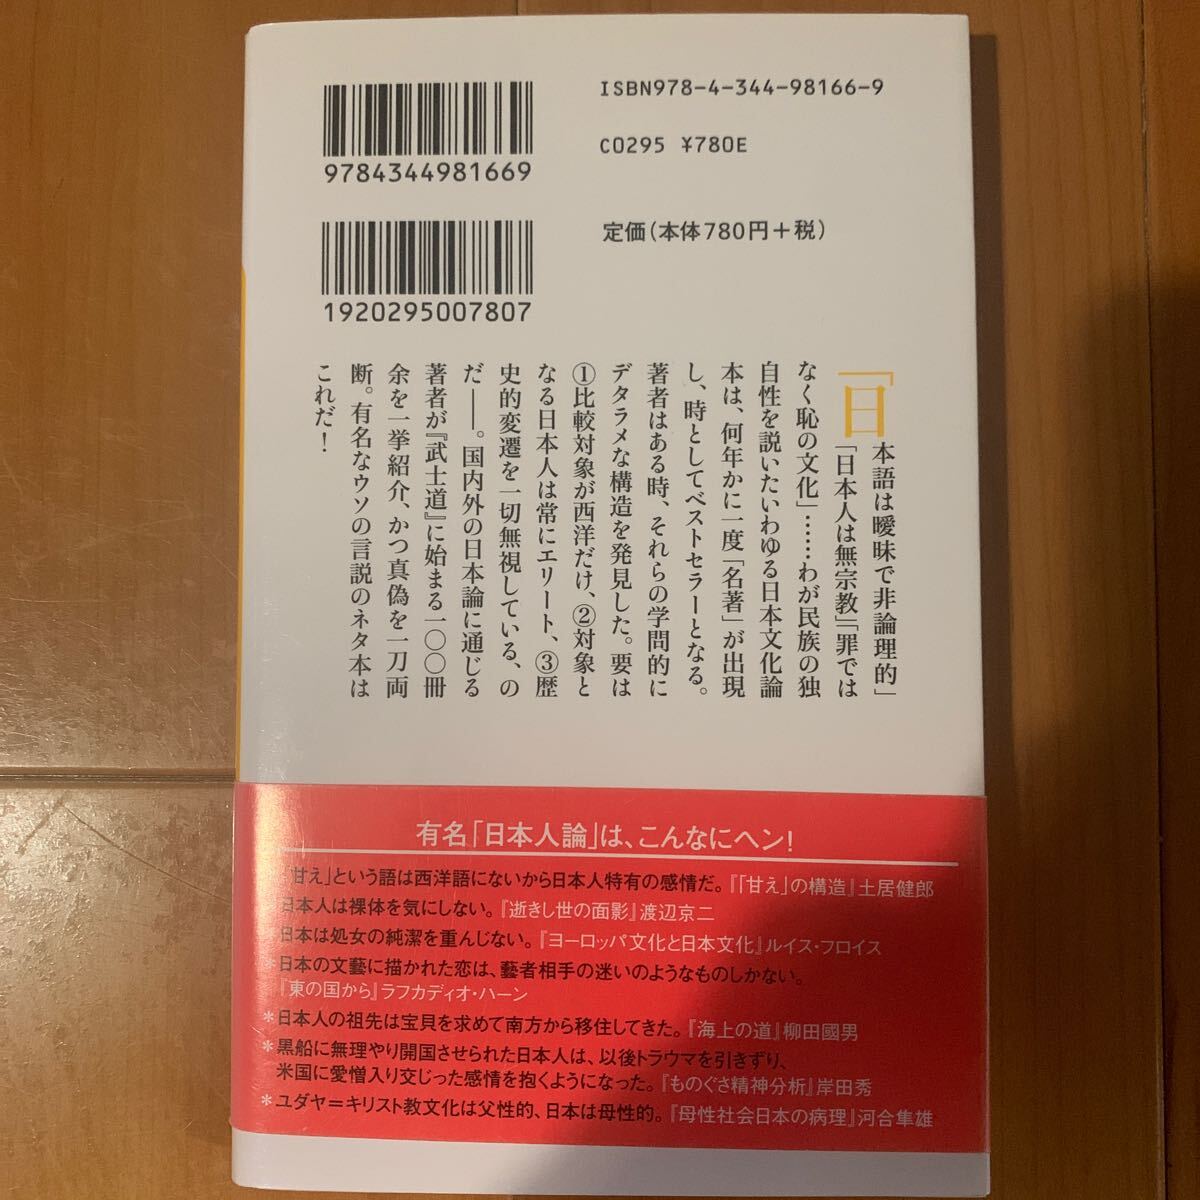 ISBN978-4-344-98166-9
C0295 ¥780E
9784344981669
定価（本体780円＋税）
1920295007807
「日本語は曖昧で非論理的」
「日本人は無宗教」「罪では
なく恥の文化」……わが民族の独
自性を説いたいわゆる日本文化論
本は、何年かに一度「名著」が出現
し、時としてベストセラーとなる。
著者はある時、それらの学問的に
デタラメな構造を発見した。要は
①比較対象が西洋だけ、②対象と
なる日本人は常にエリート、③歴
史的変遷を一切無視している、の
だ――。国内外の日本論に通じる
著者が『武士道』に始まる一〇〇冊
余を一挙紹介、かつ真偽を一刀両
断。有名なウソの言説のネタ本は
これだ！
有名「日本人論」は、こんなにヘン！
「甘え」という語は西洋語にないから日本人特有の感情だ。『「甘え」の構造』土居健郎
日本人は裸体を気にしない。『逝きし世の面影』渡辺京二
日本は処女の純潔を重んじない。『ヨーロッパ文化と日本文化』ルイス・フロイス
*日本の文藝に描かれた恋は、藝者相手の迷いのようなものしかない。
『東の国から』ラフカディオ・ハーン
*日本人の祖先は宝貝を求めて南方から移住してきた。『海上の道』柳田國男
*黒船に無理やり開国させられた日本人は、以後トラウマを引きずり、
米国に愛憎入り交じった感情を抱くようになった。『ものぐさ精神分析』岸田秀
*ユダヤ＝キリスト教文化は父性的、日本は母性的。『母性社会日本の病理』河合隼雄